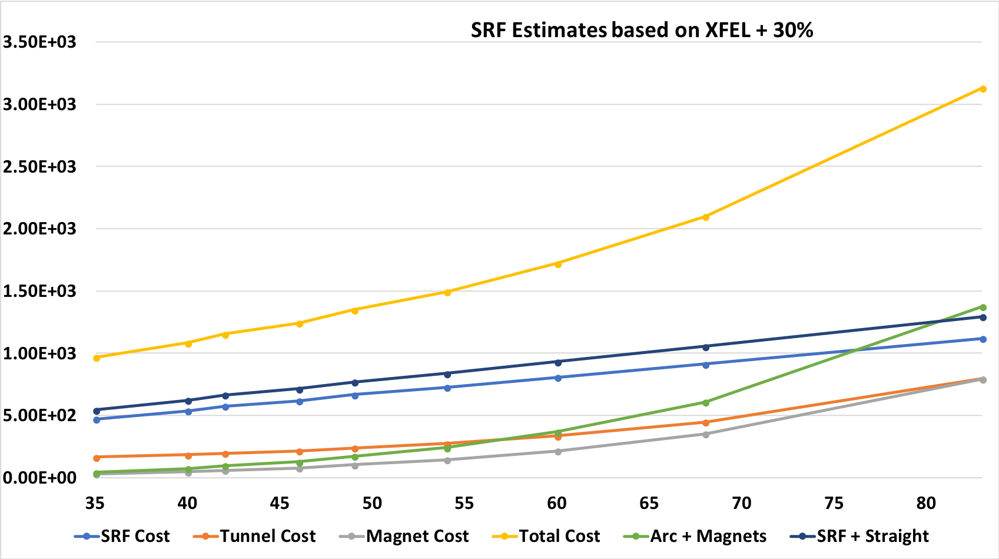 SRF Estimates based on XFEL + 30%
3.50E+03
3.00E+03
2.50E+03
2.00E+03
1.50E+03
1.00E+03
5.00E+02
0.00E+00
35 40 45 50 55 60 65 70 75 80
SRF Cost Tunnel Cost Magnet Cost Total Cost Arc + Magnets SRF + Straight